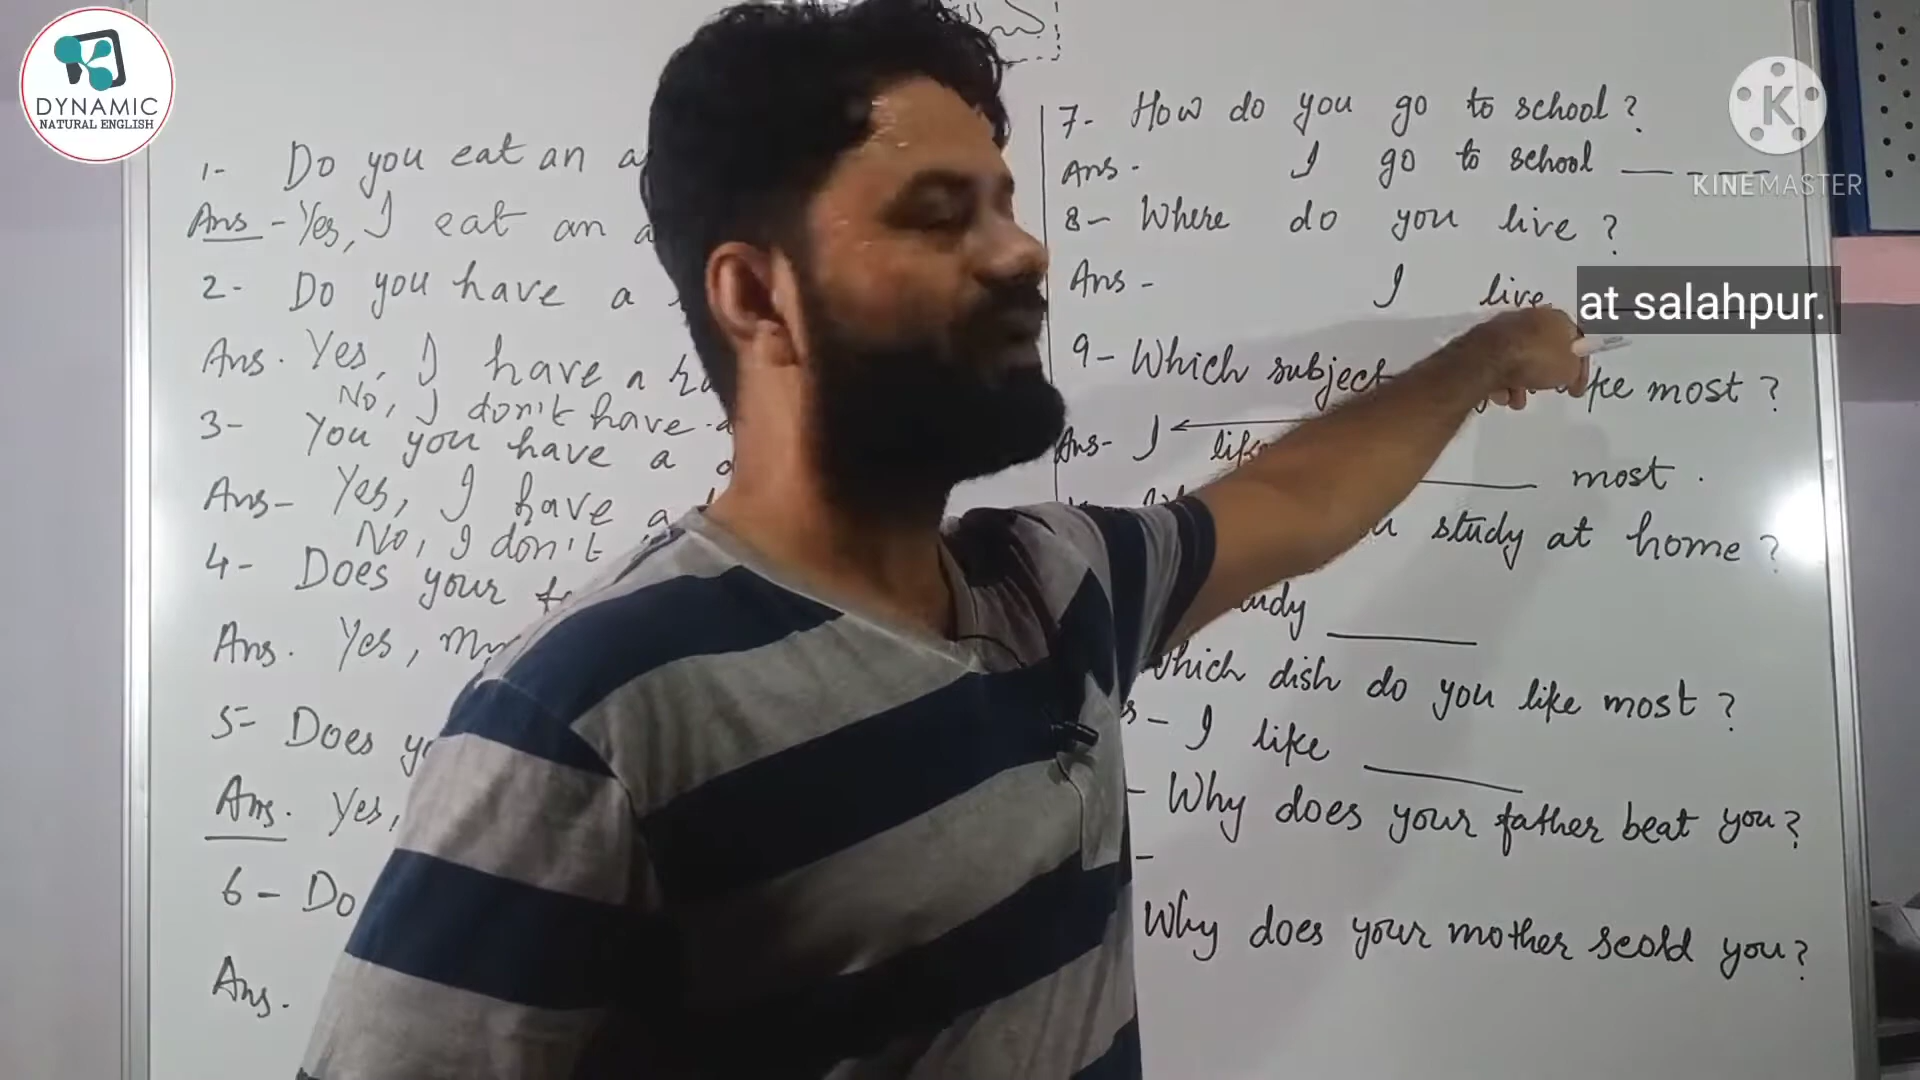 DYNAMIC
NATURAL ENGLISH
1- Do you eat an
Ans - Yes, I eat an
2- Do you have a
Ans. Yes, I have a
No, I don't have
3- You you have a
Ans- Yes, I have a
No, I don't
4- Does your
Ans. Yes, my
5- Does
Ans. Yes,
6- Do
Ans.
7- How do you go to school?
Ans. I go to school __ __
8- Where do you live?
Ans - I live at salahpur.
9- Which subject like most?
Ans- I like ____ most.
study at home?
____
Which dish do you like most?
- I like ____
- Why does your father beat you?
-
Why does your mother scold you?
K
KINEMASTER